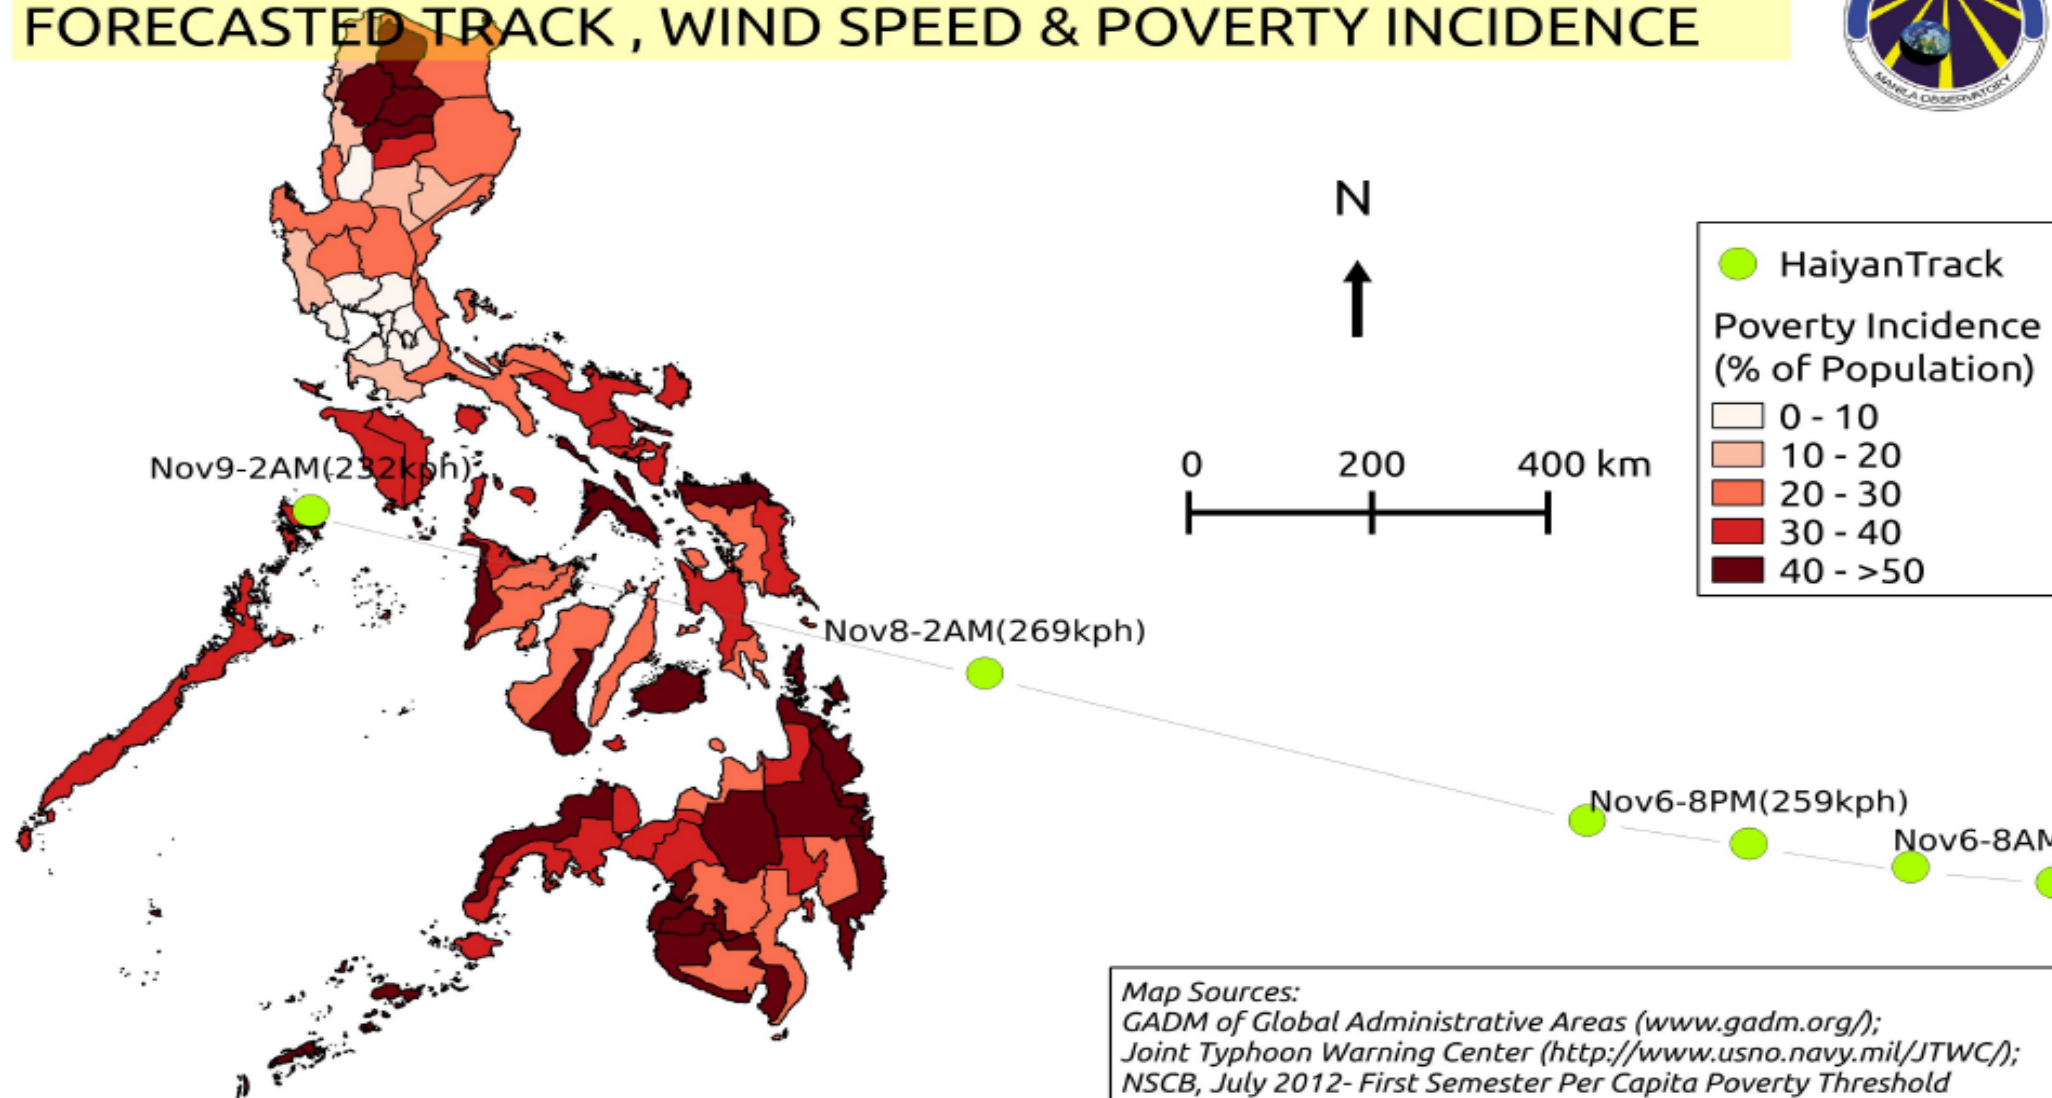 FORECASTED TRACK , WIND SPEED & POVERTY INCIDENCE
MANILA OBSERVATORY
N
HaiyanTrack
Poverty Incidence
(% of Population)
0 - 10
10 - 20
20 - 30
30 - 40
40 - >50
0 200 400 km
Nov9-2AM(232kph)
Nov8-2AM(269kph)
Nov6-8PM(259kph)
Nov6-8AM
Map Sources:
GADM of Global Administrative Areas (www.gadm.org/);
Joint Typhoon Warning Center (http://www.usno.navy.mil/JTWC/);
NSCB, July 2012- First Semester Per Capita Poverty Threshold